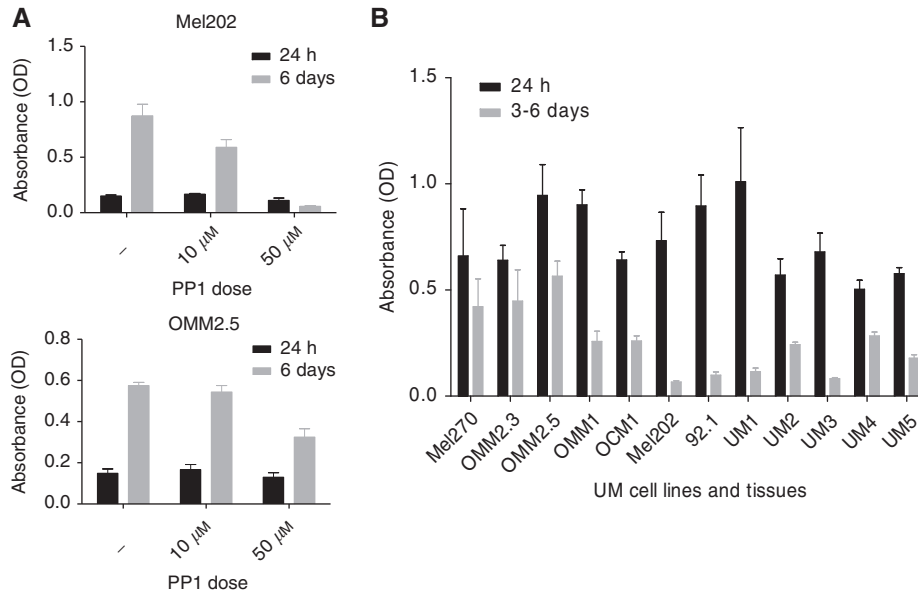 A
Mel202
Absorbance (OD)
1.5
1.0
0.5
0.0
24 h
6 days
–
10 µM
50 µM
PP1 dose
OMM2.5
Absorbance (OD)
0.8
0.6
0.4
0.2
0.0
24 h
6 days
–
10 µM
50 µM
PP1 dose
B
Absorbance (OD)
1.5
1.0
0.5
0.0
24 h
3-6 days
Mel270
OMM2.3
OMM2.5
OMM1
OCM1
Mel202
92.1
UM1
UM2
UM3
UM4
UM5
UM cell lines and tissues